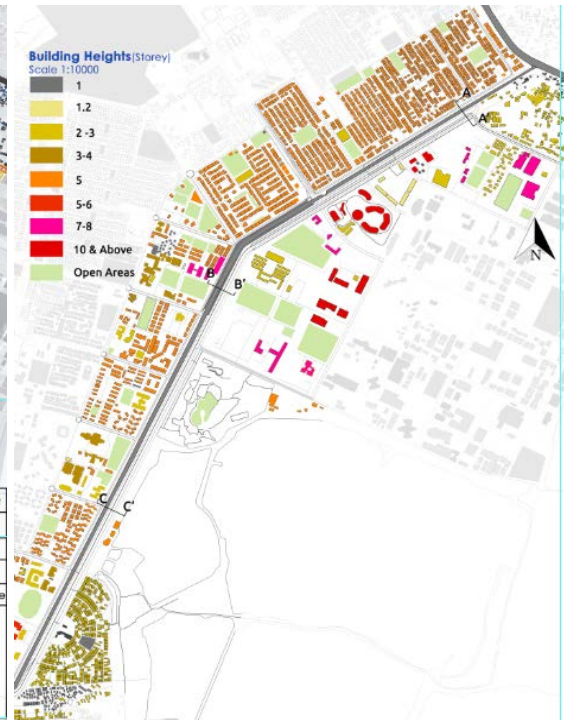 Building Heights(Storey)
Scale 1:10000
1
1.2
2 -3
3-4
5
5-6
7-8
10 & Above
Open Areas
A
A'
N
B
B'
C
C'